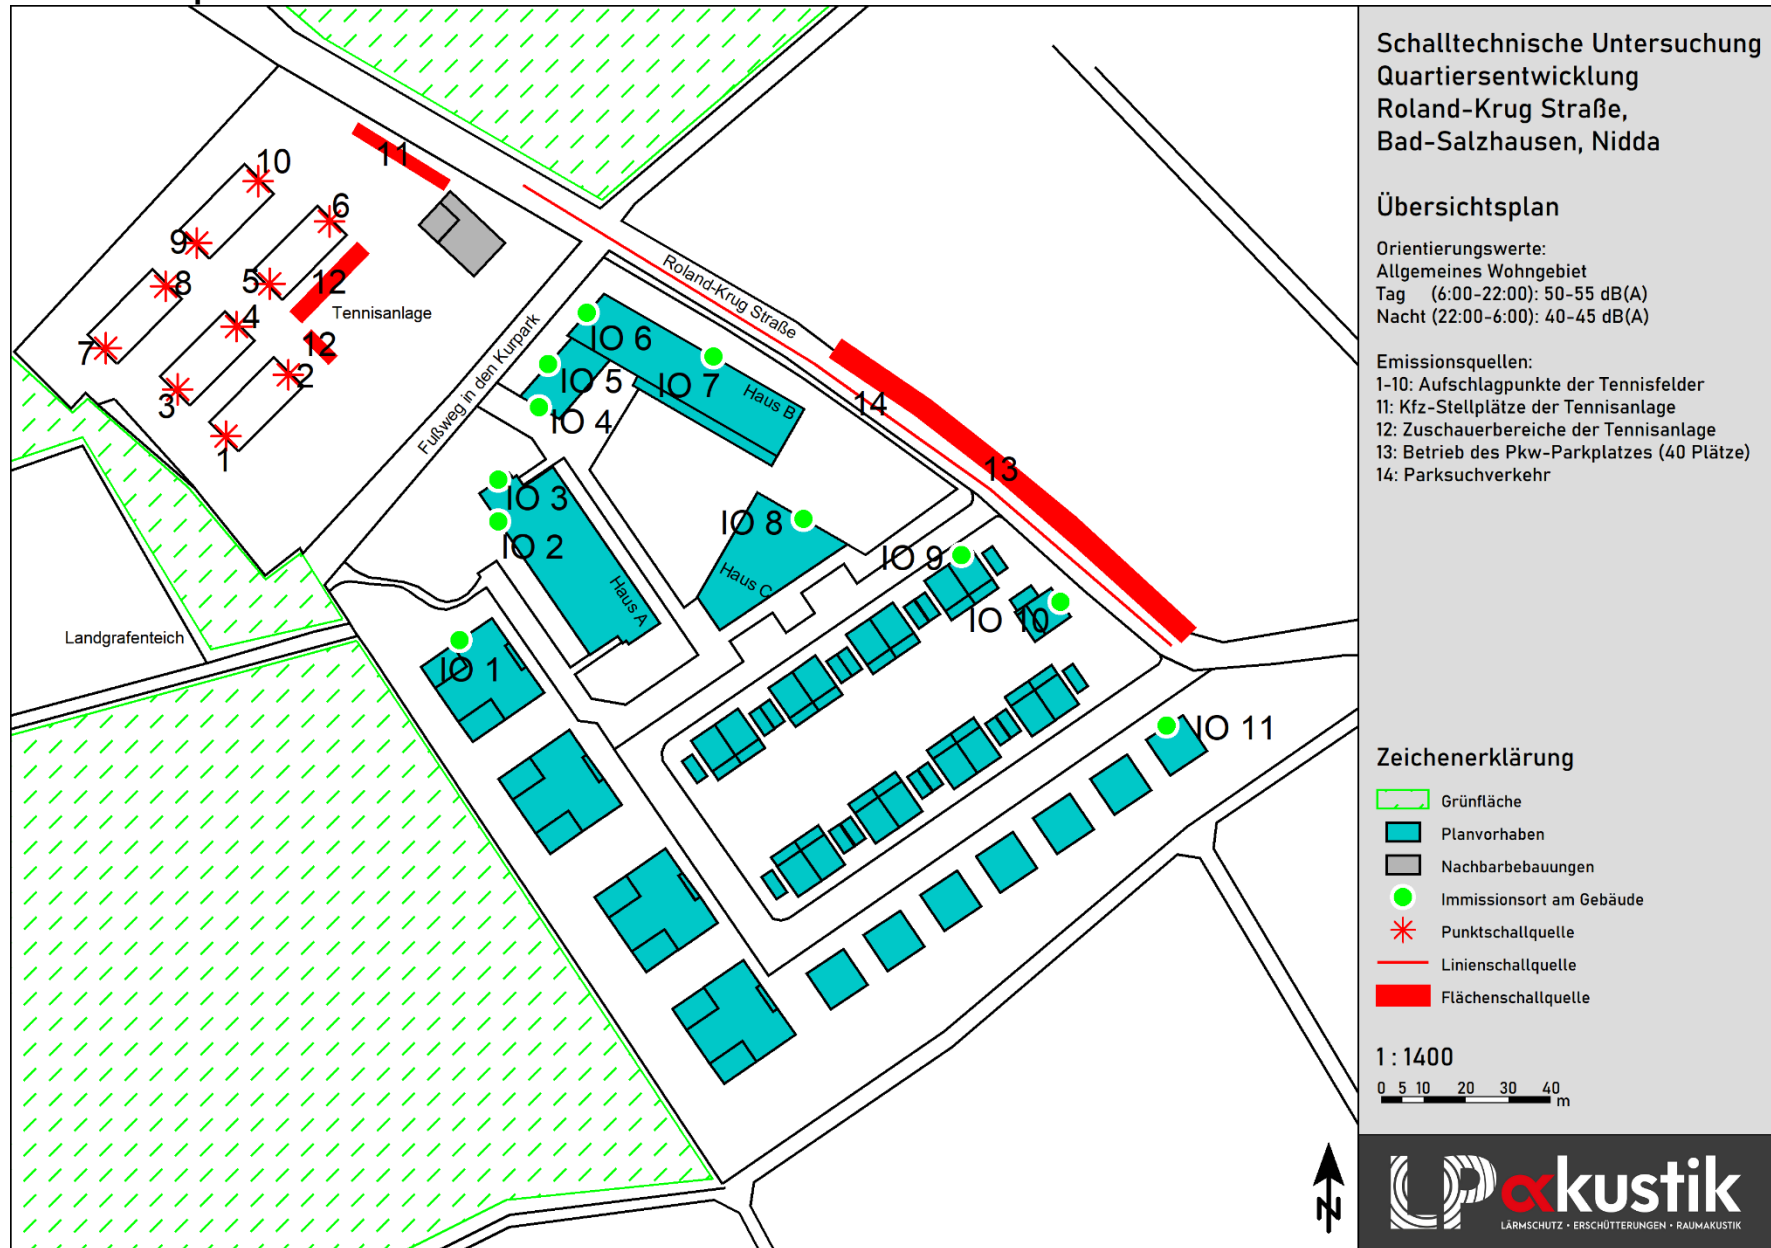 10
11
6
9
8
5
12
Tennisanlage
4
7
12
2
3
1
Roland-Krug Straße
Fußweg in den Kurpark
IO 6
IO 5
IO 7
Haus B
IO 4
14
13
IO 3
IO 2
IO 8
Haus C
Haus A
IO 9
IO 10
IO 1
IO 11
Landgrafenteich
N
Schalltechnische Untersuchung
Quartiersentwicklung
Roland-Krug Straße,
Bad-Salzhausen, Nidda
Übersichtsplan
Orientierungswerte:
Allgemeines Wohngebiet
Tag (6:00-22:00): 50-55 dB(A)
Nacht (22:00-6:00): 40-45 dB(A)
Emissionsquellen:
1-10: Aufschlagpunkte der Tennisfelder
11: Kfz-Stellplätze der Tennisanlage
12: Zuschauerbereiche der Tennisanlage
13: Betrieb des Pkw-Parkplatzes (40 Plätze)
14: Parksuchverkehr
Zeichenerklärung
Grünfläche
Planvorhaben
Nachbarbebauungen
Immissionsort am Gebäude
Punktschallquelle
Linienschallquelle
Flächenschallquelle
1 : 1400
0 5 10 20 30 40
m
LP αkustik
LÄRMSCHUTZ • ERSCHÜTTERUNGEN • RAUMAKUSTIK